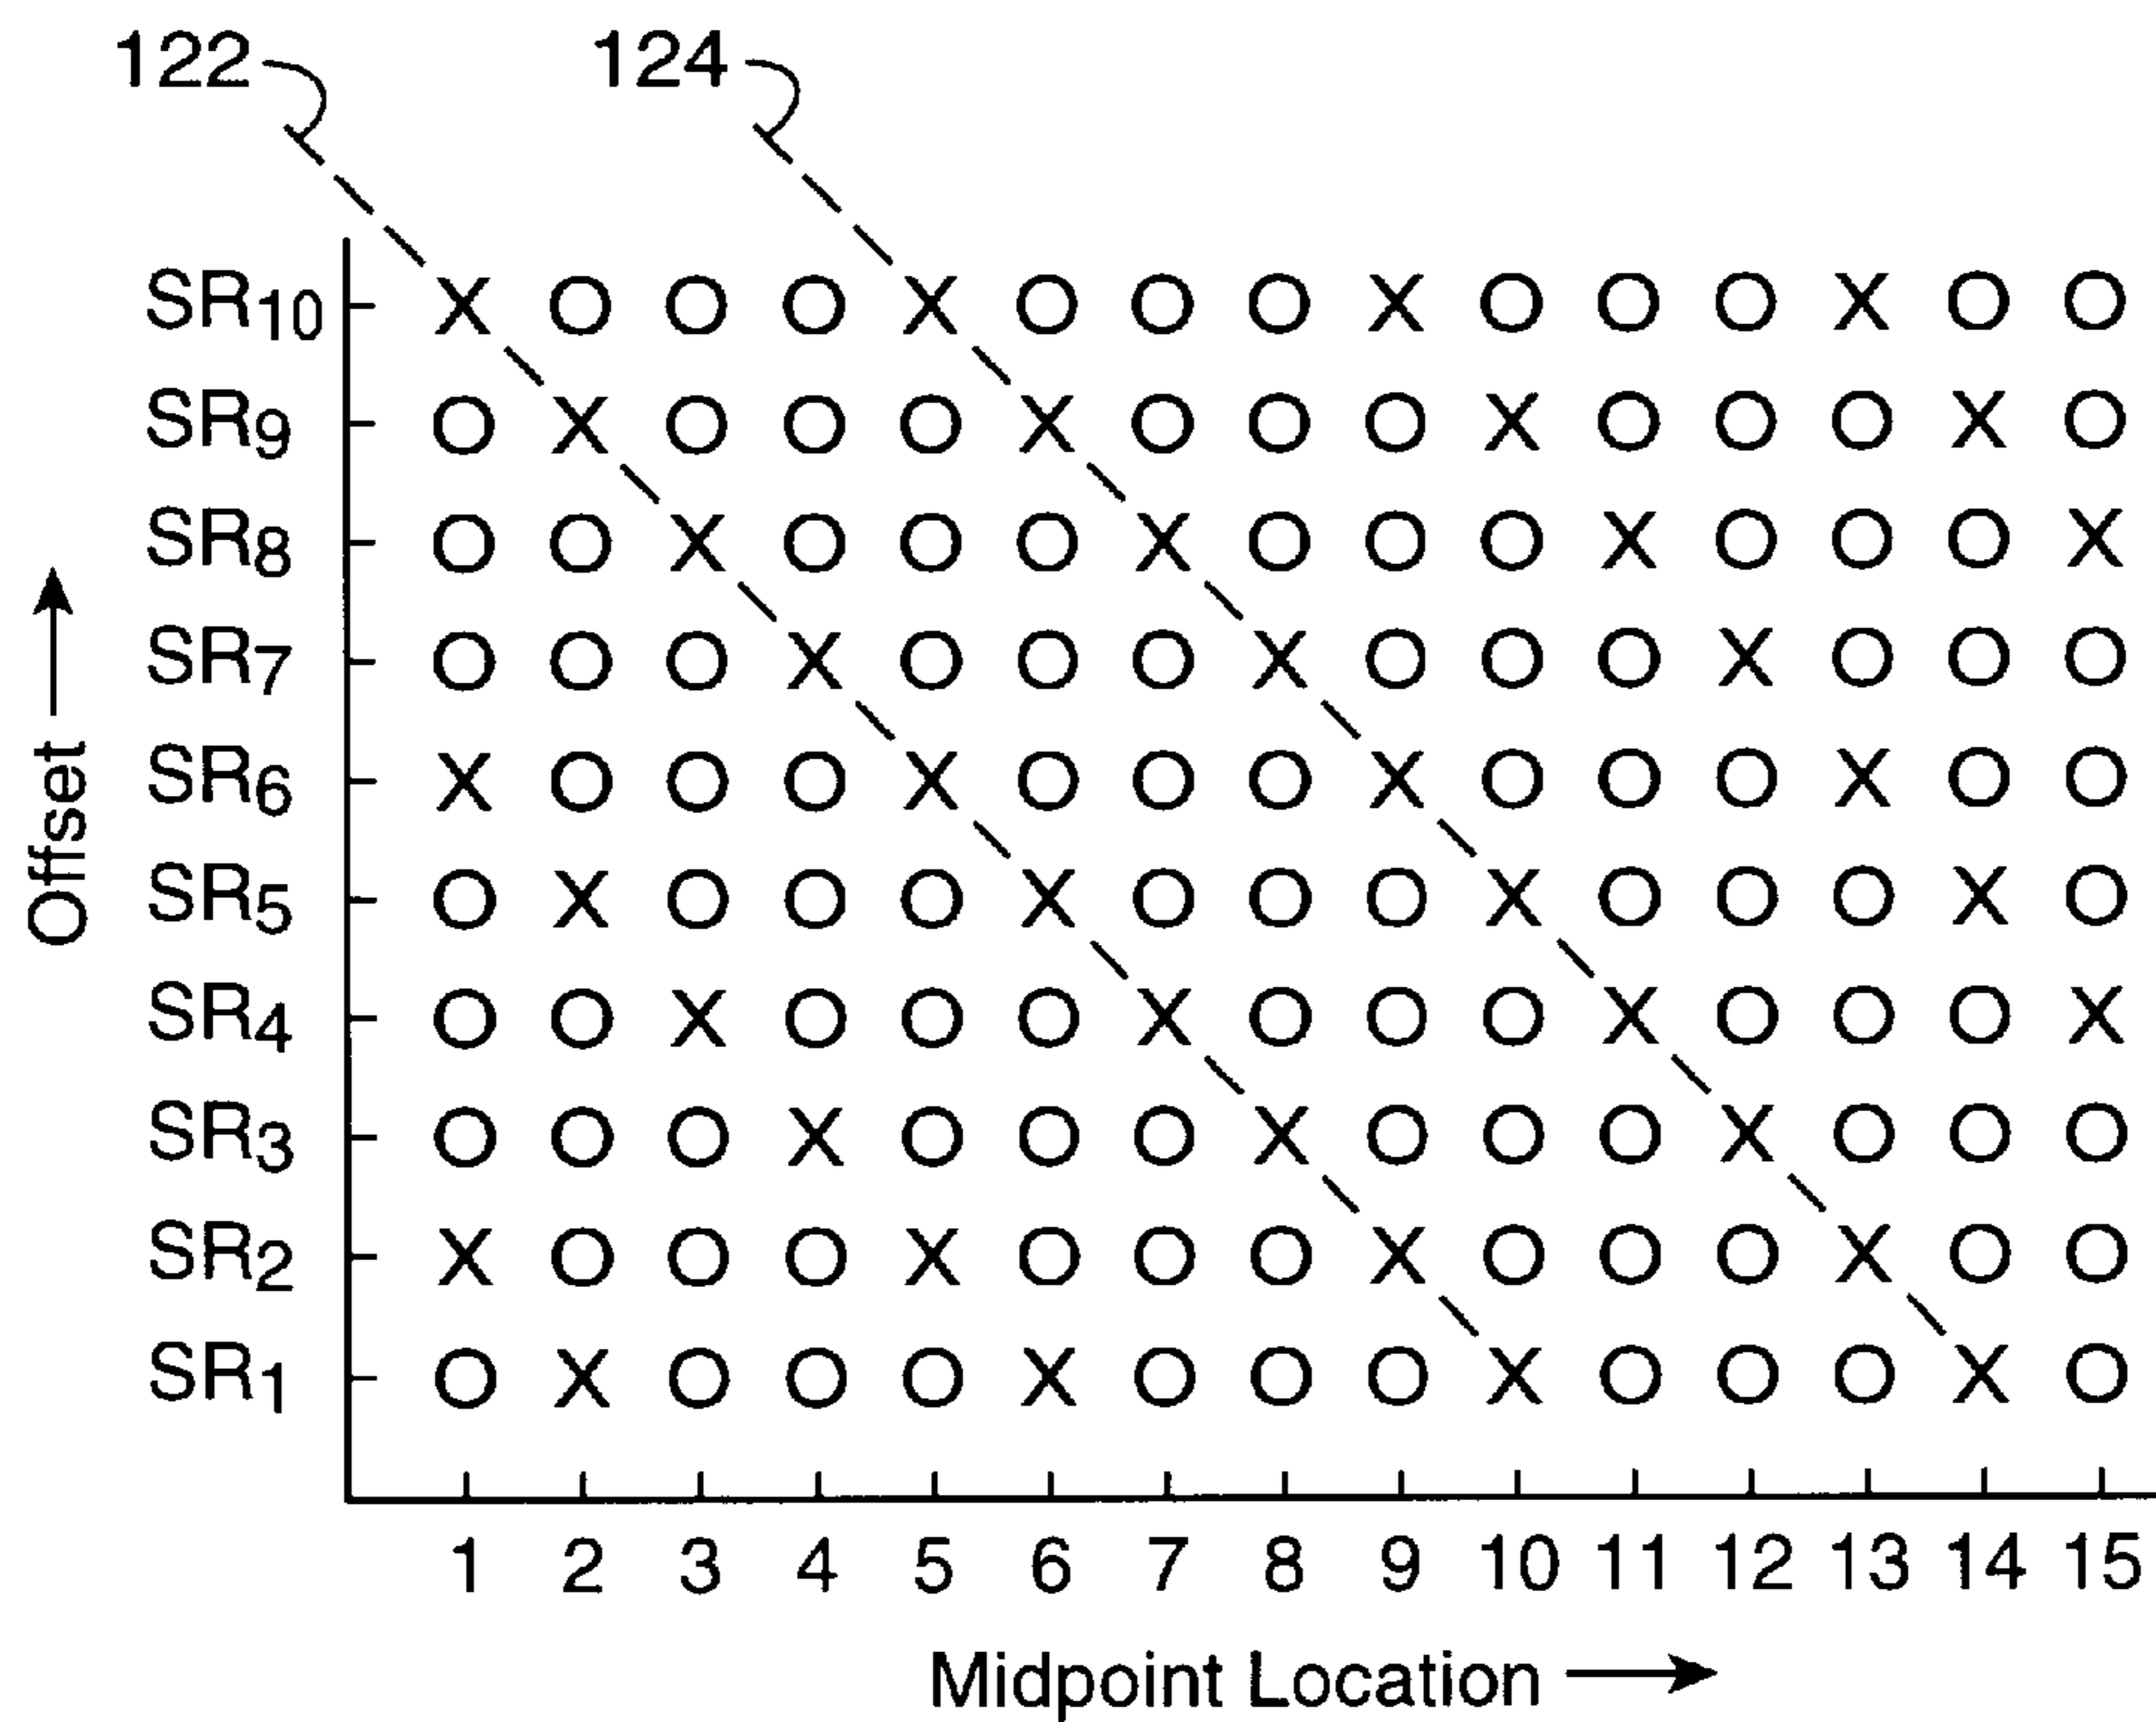 122 124
SR10 X O O O X O O O X O O O X O O
SR9 O X O O O X O O O X O O O X O
SR8 O O X O O O X O O O X O O O X
SR7 O O O X O O O X O O O X O O O
SR6 X O O O X O O O X O O O X O O
SR5 O X O O O X O O O X O O O X O
SR4 O O X O O O X O O O X O O O X
SR3 O O O X O O O X O O O X O O O
SR2 X O O O X O O O X O O O X O O
SR1 O X O O O X O O O X O O O X O
Offset
1 2 3 4 5 6 7 8 9 10 11 12 13 14 15
Midpoint Location